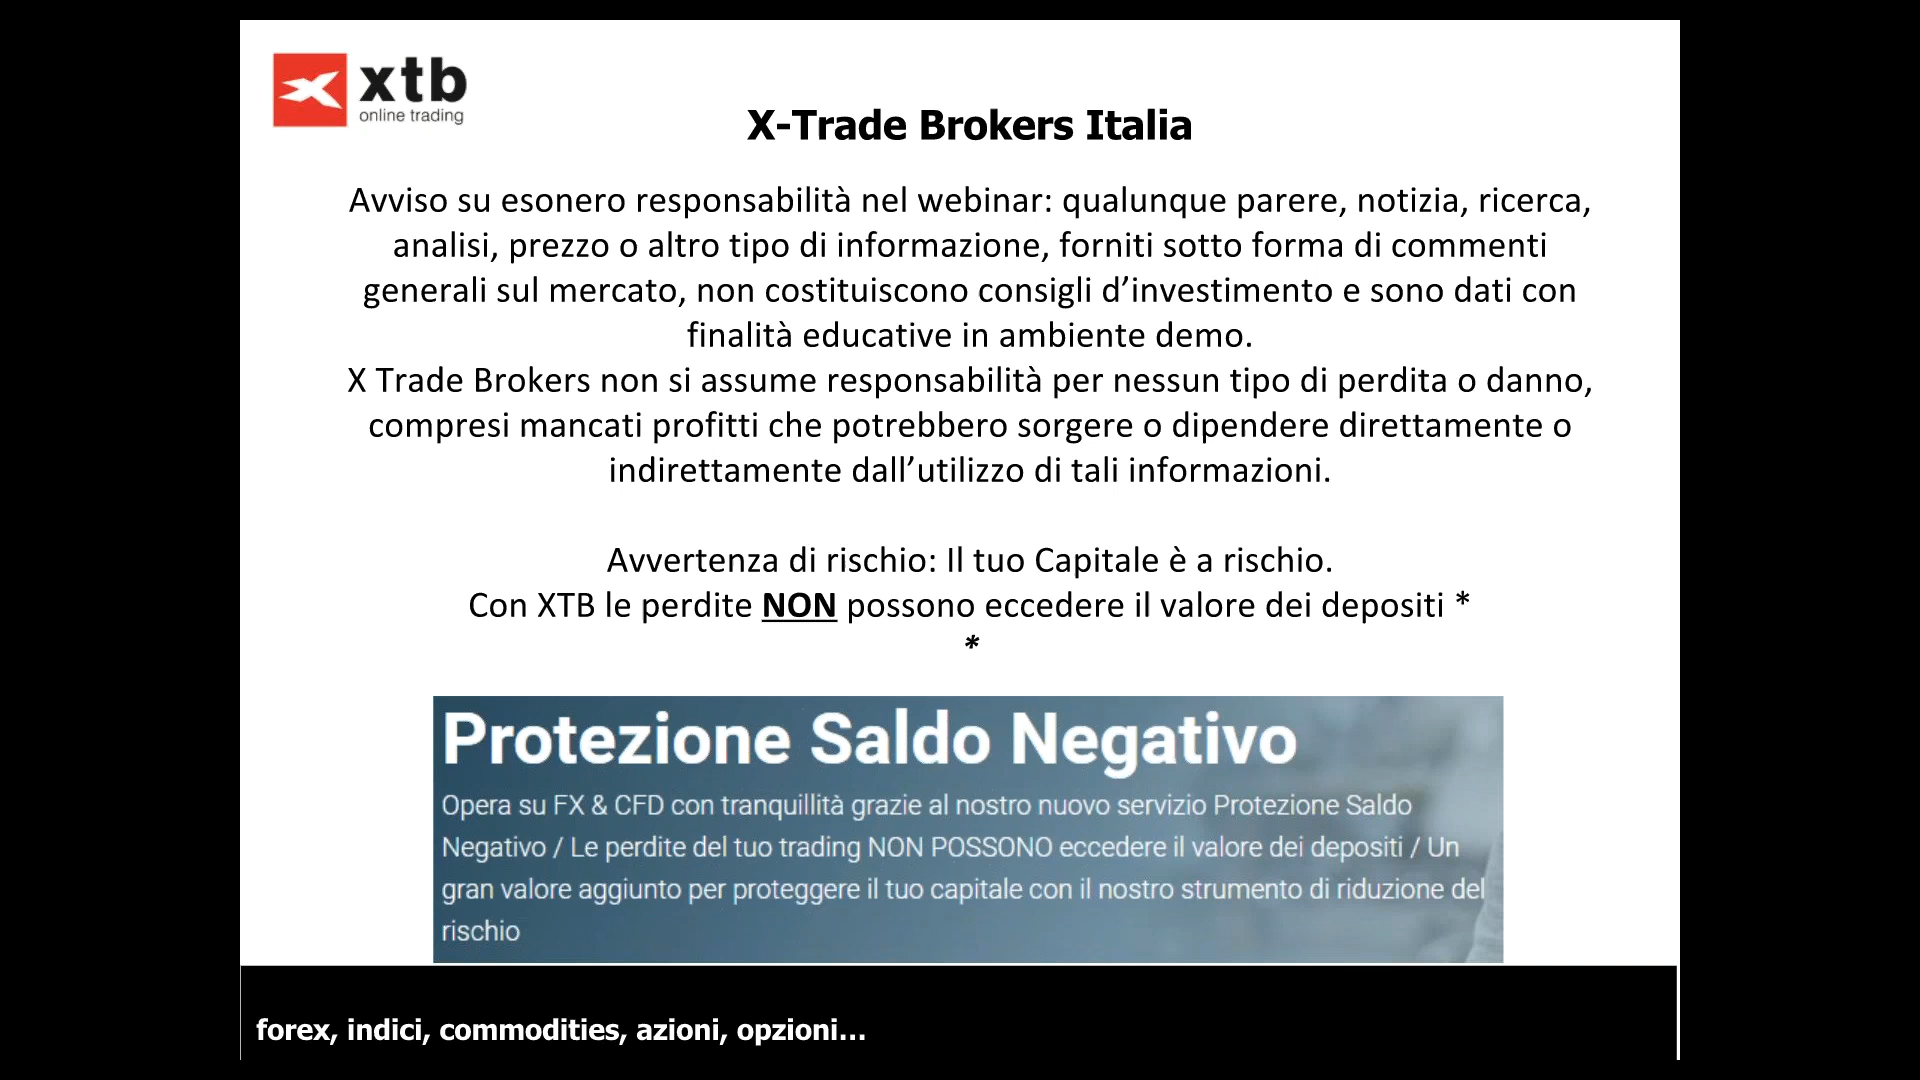 xtb
online trading
X-Trade Brokers Italia
Avviso su esonero responsabilità nel webinar: qualunque parere, notizia, ricerca,
analisi, prezzo o altro tipo di informazione, forniti sotto forma di commenti
generali sul mercato, non costituiscono consigli d’investimento e sono dati con
finalità educative in ambiente demo.
X Trade Brokers non si assume responsabilità per nessun tipo di perdita o danno,
compresi mancati profitti che potrebbero sorgere o dipendere direttamente o
indirettamente dall’utilizzo di tali informazioni.
Avvertenza di rischio: Il tuo Capitale è a rischio.
Con XTB le perdite NON possono eccedere il valore dei depositi *
*
Protezione Saldo Negativo
Opera su FX & CFD con tranquillità grazie al nostro nuovo servizio Protezione Saldo
Negativo / Le perdite del tuo trading NON POSSONO eccedere il valore dei depositi / Un
gran valore aggiunto per proteggere il tuo capitale con il nostro strumento di riduzione del
rischio
forex, indici, commodities, azioni, opzioni…